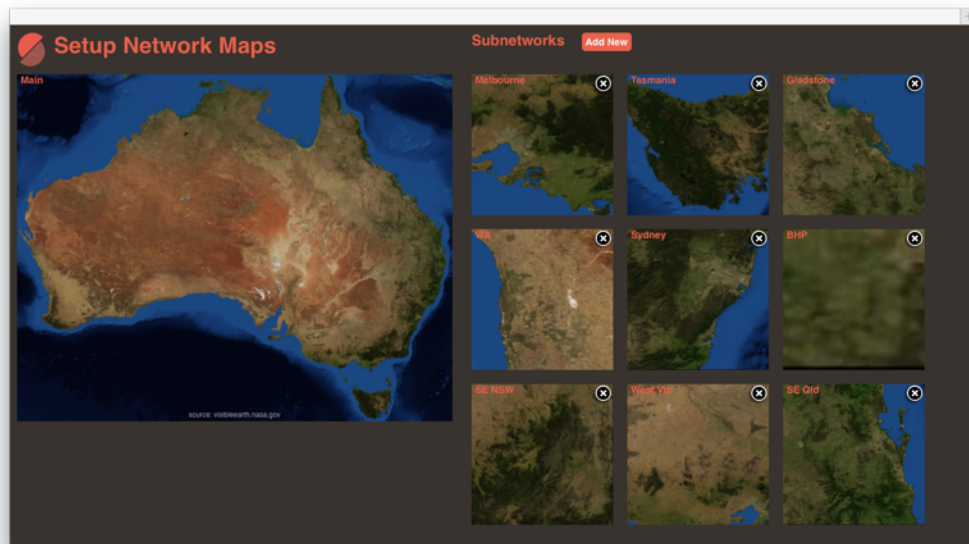 Setup Network Maps
Subnetworks
Add New
Main
Melbourne
Tasmania
Gladstone
WA
Sydney
BHP
SE NSW
West Vic
SE Qld
source: visibleearth.nasa.gov